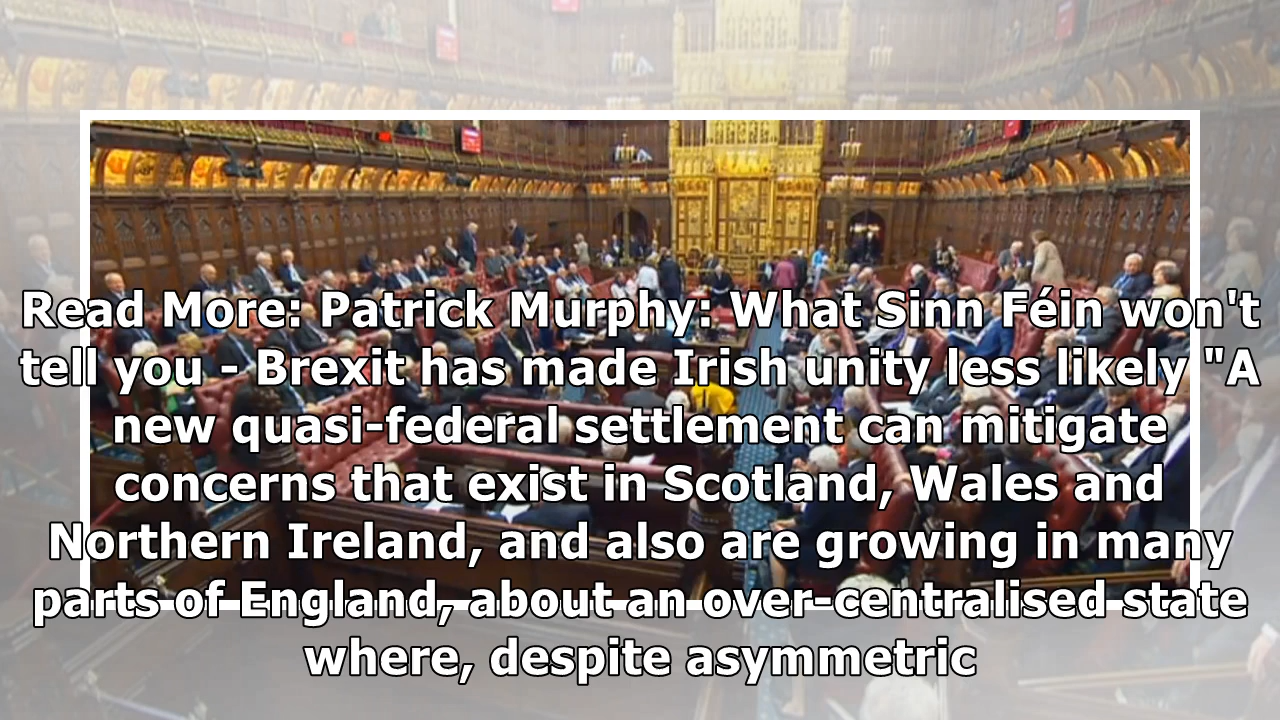 Read More: Patrick Murphy: What Sinn Féin won't
tell you - Brexit has made Irish unity less likely "A
new quasi-federal settlement can mitigate
concerns that exist in Scotland, Wales and
Northern Ireland, and also are growing in many
parts of England, about an over-centralised state
where, despite asymmetric